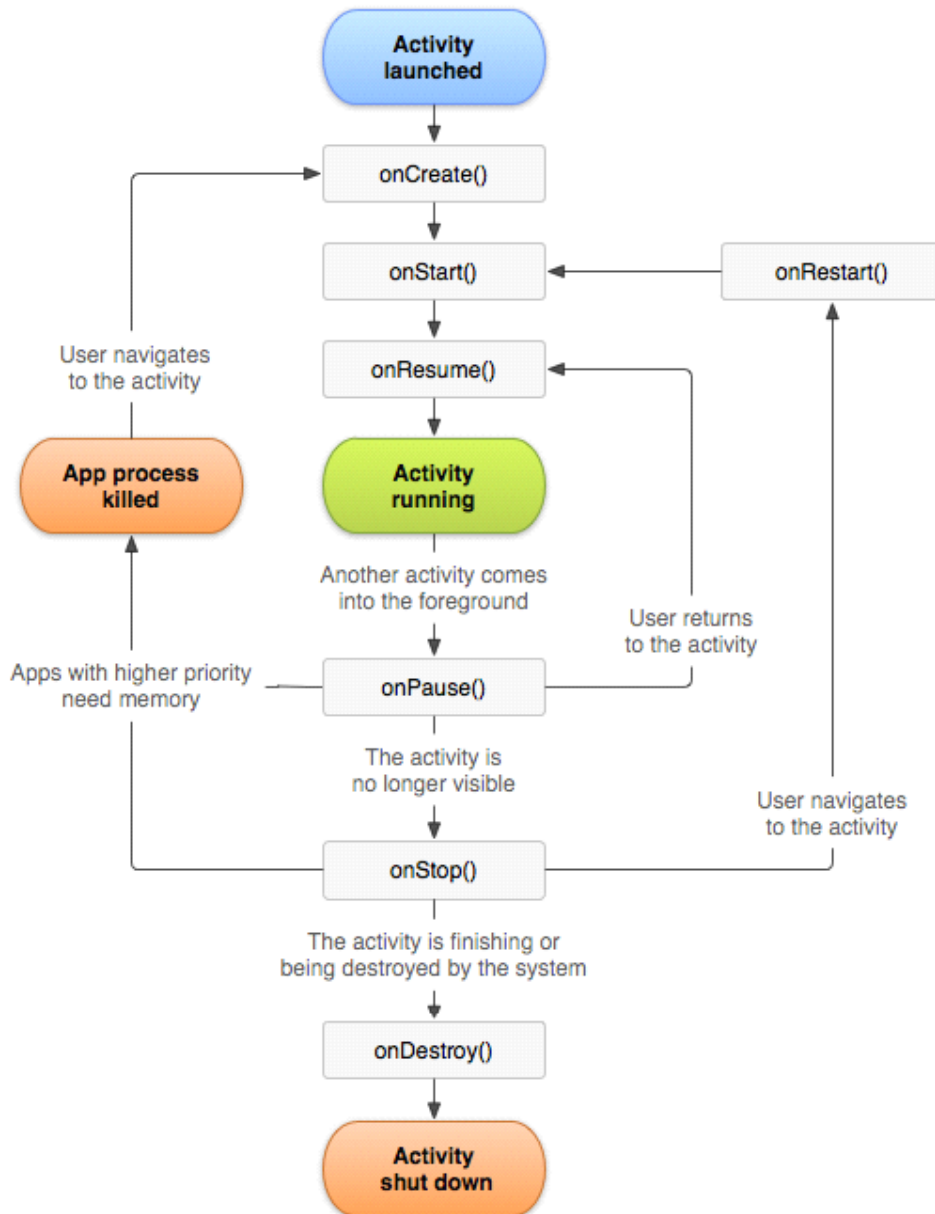 Activity
launched
onCreate()
onStart()
onRestart()
User navigates
to the activity
onResume()
App process
killed
Activity
running
Another activity comes
into the foreground
User returns
to the activity
Apps with higher priority
need memory
onPause()
The activity is
no longer visible
User navigates
to the activity
onStop()
The activity is finishing or
being destroyed by the system
onDestroy()
Activity
shut down